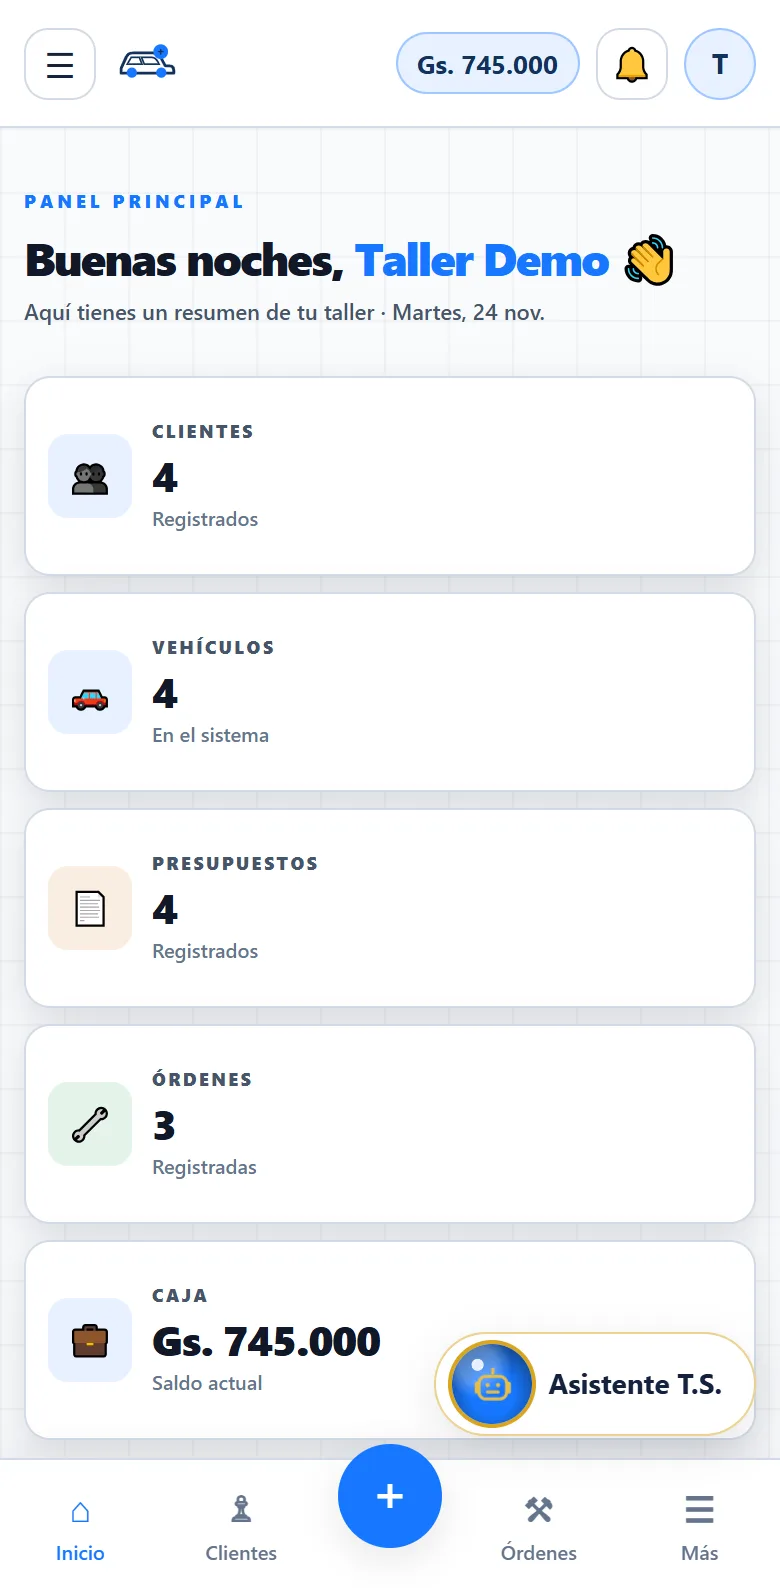 Gs. 745.000
T
PANEL PRINCIPAL
Buenas noches, Taller Demo 👋
Aquí tienes un resumen de tu taller · Martes, 24 nov.
CLIENTES
4
Registrados
VEHÍCULOS
4
En el sistema
PRESUPUESTOS
4
Registrados
ÓRDENES
3
Registradas
CAJA
Gs. 745.000
Saldo actual
Asistente T.S.
+
Inicio
Clientes
Órdenes
Más